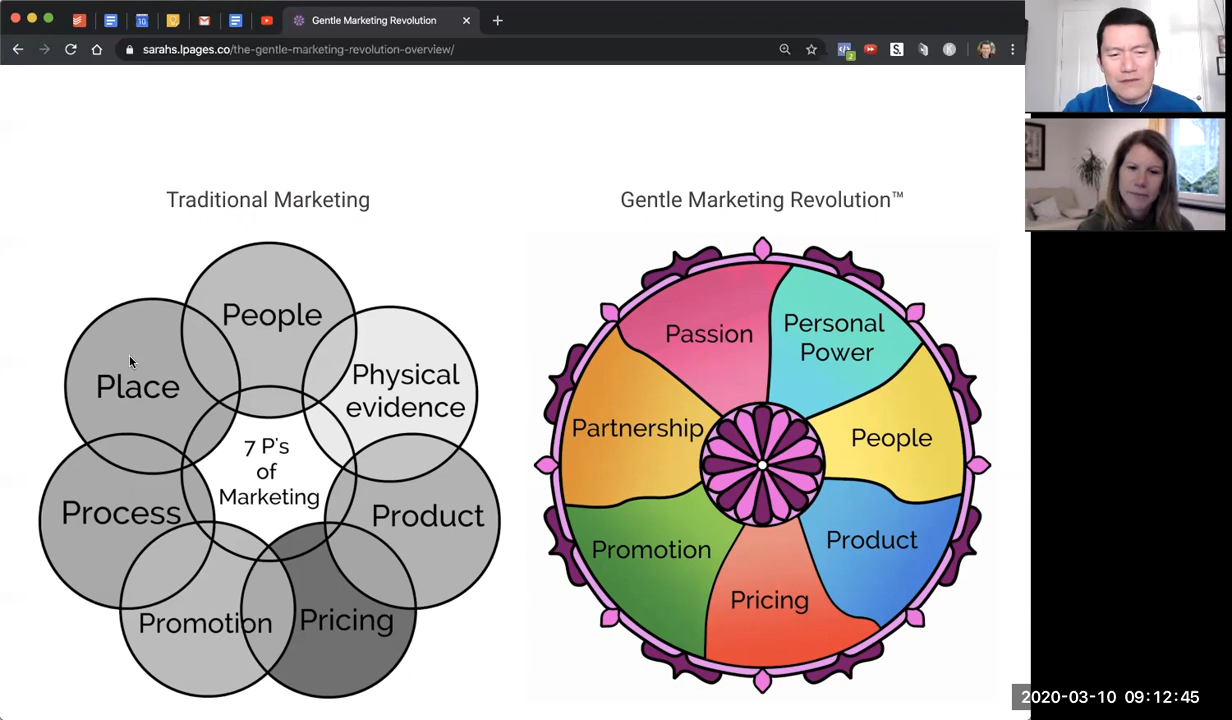 Gentle Marketing Revolution
sarahs.lpages.co/the-gentle-marketing-revolution-overview/
Traditional Marketing
People
Physical
evidence
Place
7 P's
of
Marketing
Process
Product
Promotion
Pricing
Gentle Marketing Revolution™
Passion
Personal
Power
Partnership
People
Promotion
Product
Pricing
2020-03-10 09:12:45